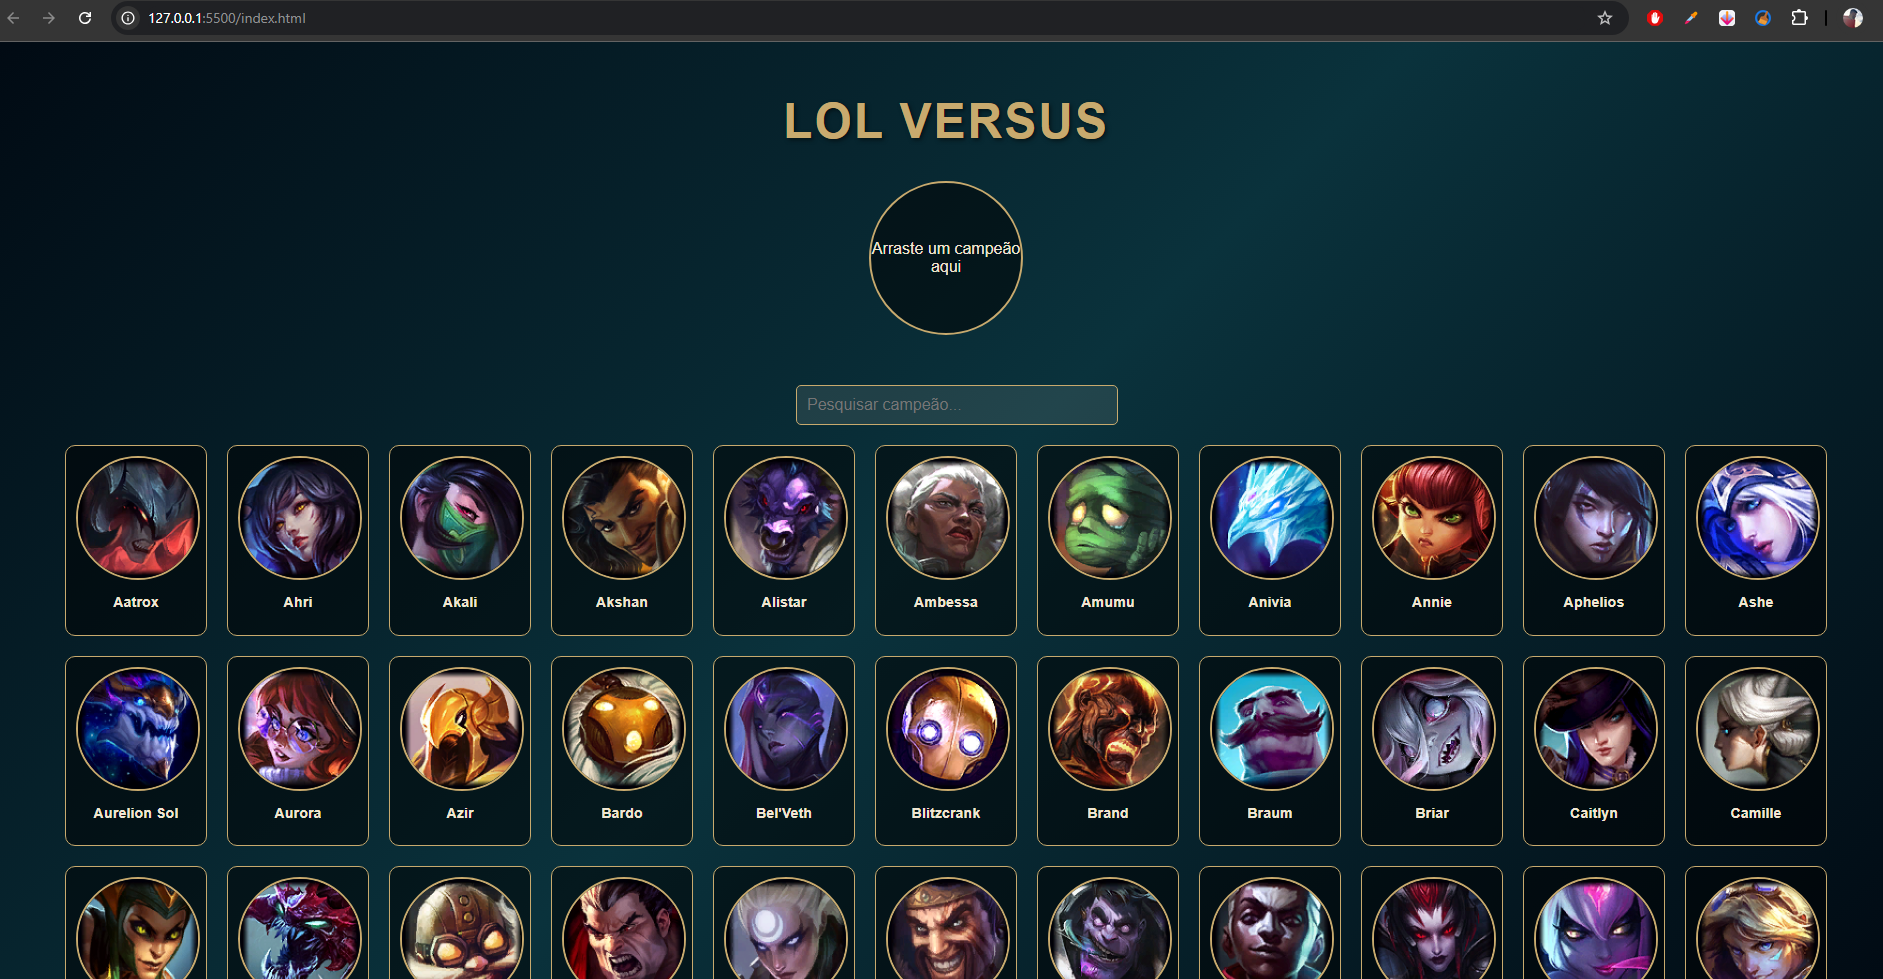 127.0.0.1:5500/index.html
LOL VERSUS
Arraste um campeão
aqui
Pesquisar campeão...
Aatrox
Ahri
Akali
Akshan
Alistar
Ambessa
Amumu
Anivia
Annie
Aphelios
Ashe
Aurelion Sol
Aurora
Azir
Bardo
Bel'Veth
Blitzcrank
Brand
Braum
Briar
Caitlyn
Camille